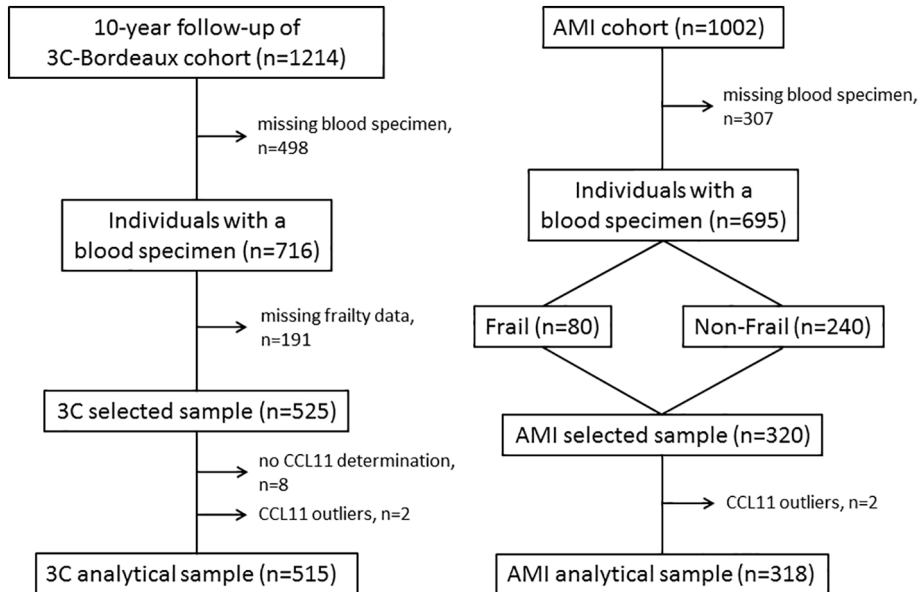 10-year follow-up of
3C-Bordeaux cohort (n=1214)
missing blood specimen,
n=498
Individuals with a
blood specimen (n=716)
missing frailty data,
n=191
3C selected sample (n=525)
no CCL11 determination,
n=8
CCL11 outliers, n=2
3C analytical sample (n=515)
AMI cohort (n=1002)
missing blood specimen,
n=307
Individuals with a
blood specimen (n=695)
Frail (n=80)
Non-Frail (n=240)
AMI selected sample (n=320)
CCL11 outliers, n=2
AMI analytical sample (n=318)